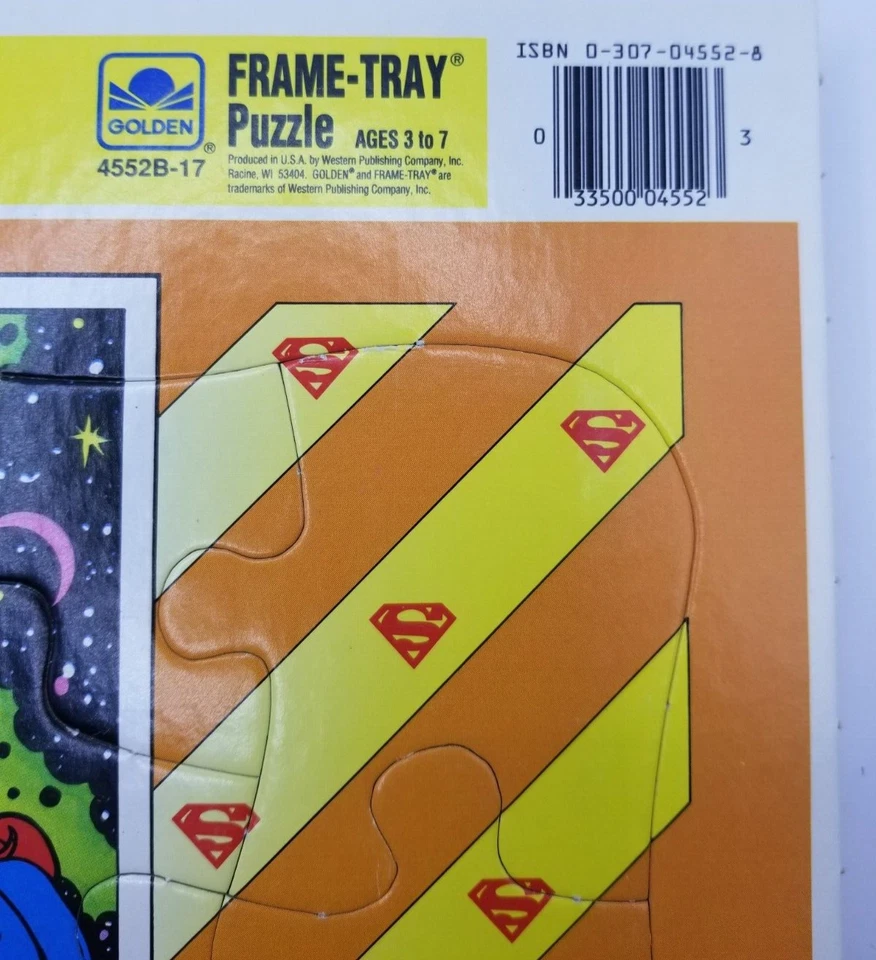 FRAME-TRAY®
Puzzle AGES 3 to 7
GOLDEN ®
4552B-17
Produced in U.S.A. by Western Publishing Company, Inc.
Racine, WI 53404. GOLDEN® and FRAME-TRAY® are
trademarks of Western Publishing Company, Inc.
ISBN 0-307-04552-8
0 3
33500 04552
S
S
S
S
S